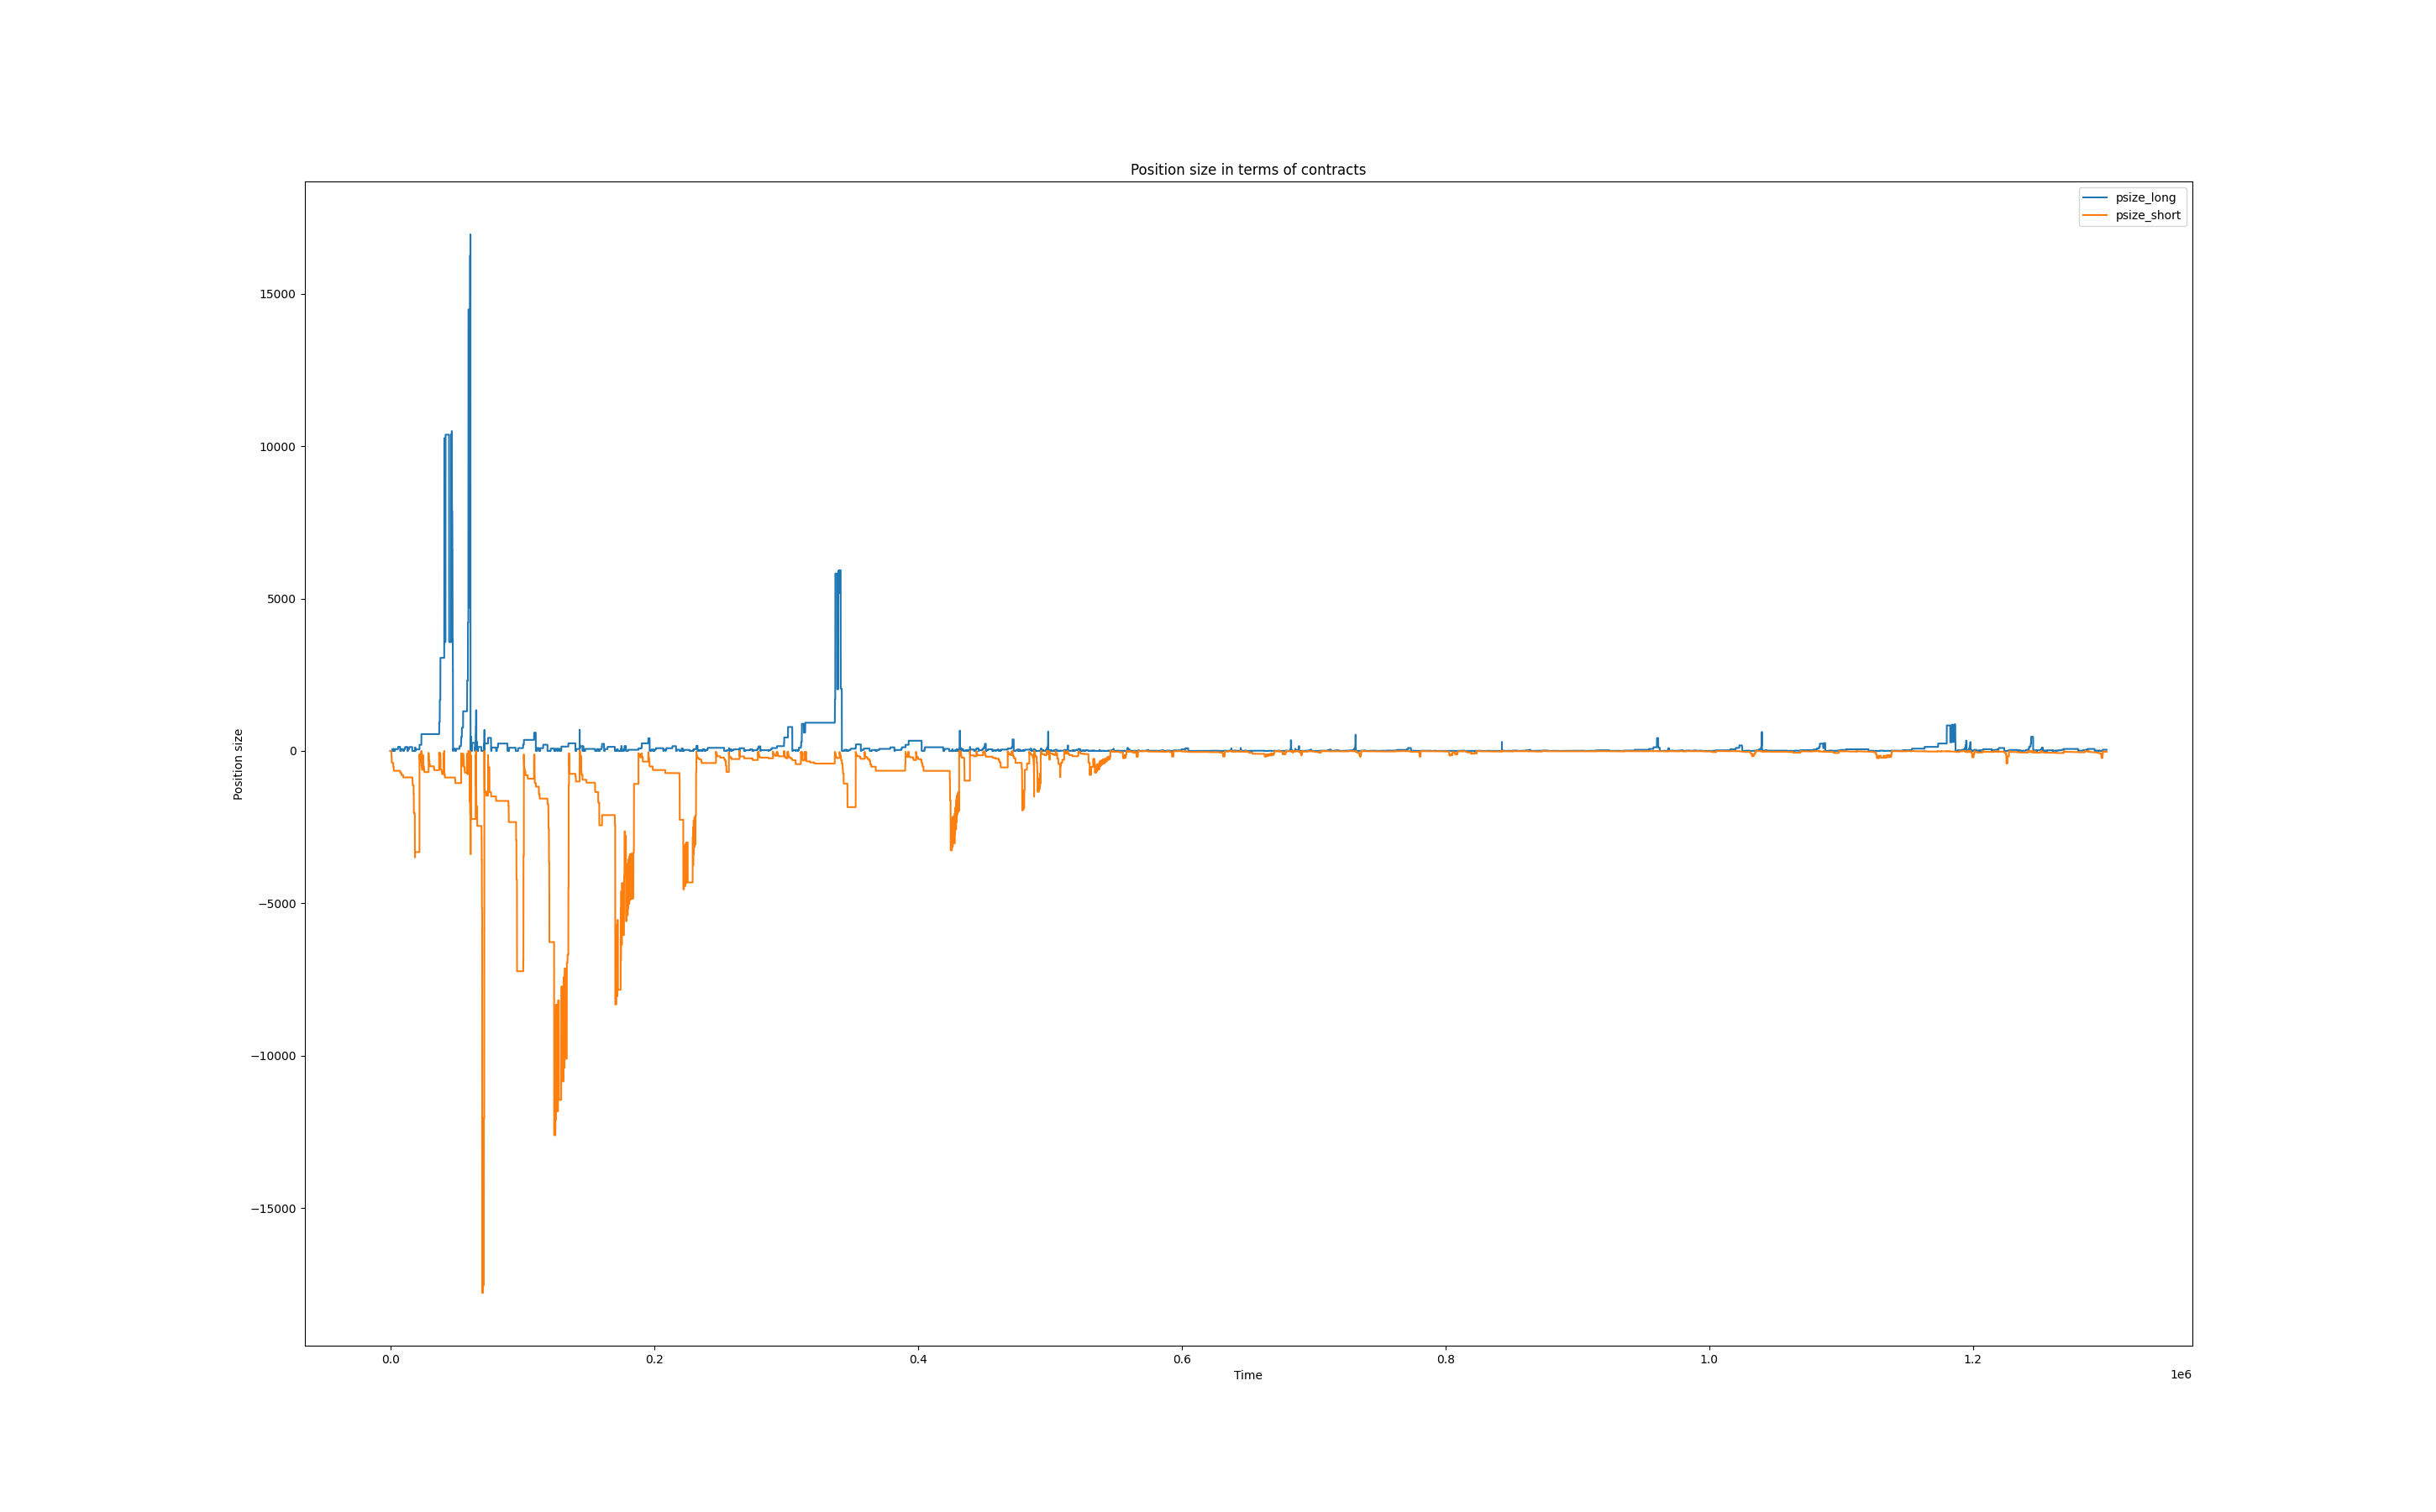 Position size in terms of contracts
psize_long
psize_short
15000
10000
5000
0
−5000
−10000
−15000
Position size
0.0
0.2
0.4
0.6
0.8
1.0
1.2
1e6
Time